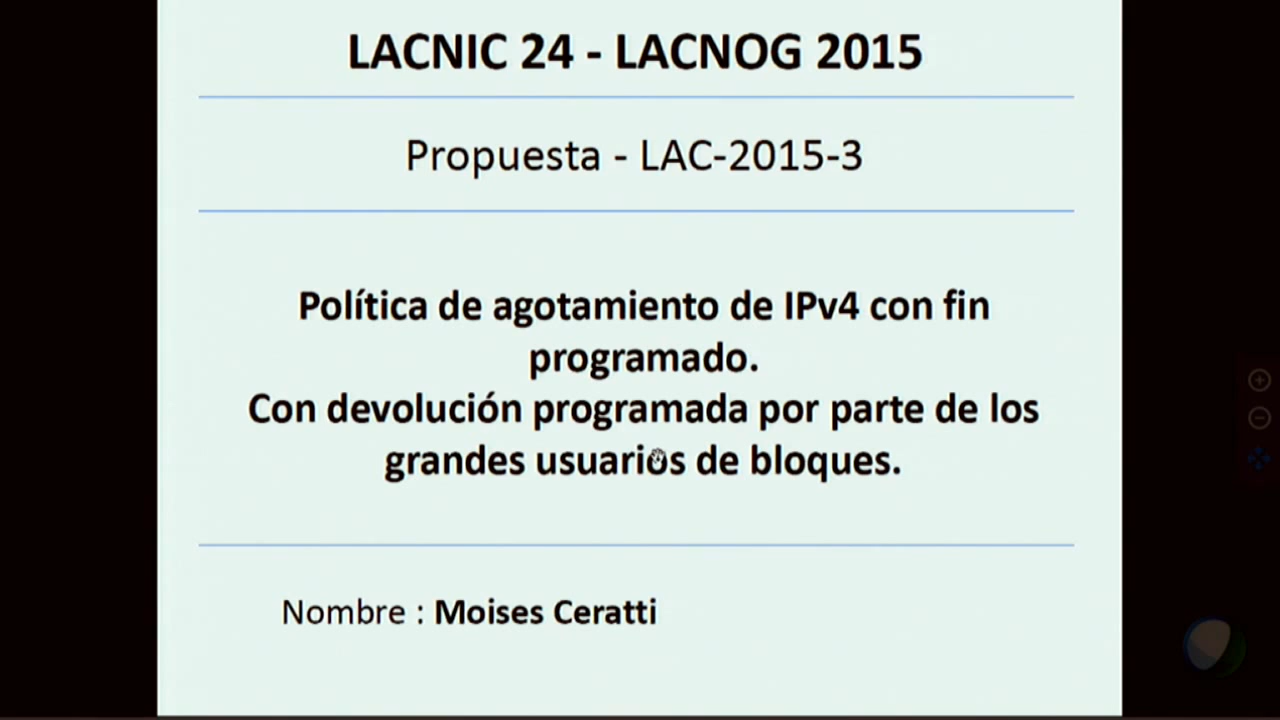 LACNIC 24 - LACNOG 2015
Propuesta - LAC-2015-3
Política de agotamiento de IPv4 con fin
programado.
Con devolución programada por parte de los
grandes usuarios de bloques.
Nombre : Moises Ceratti